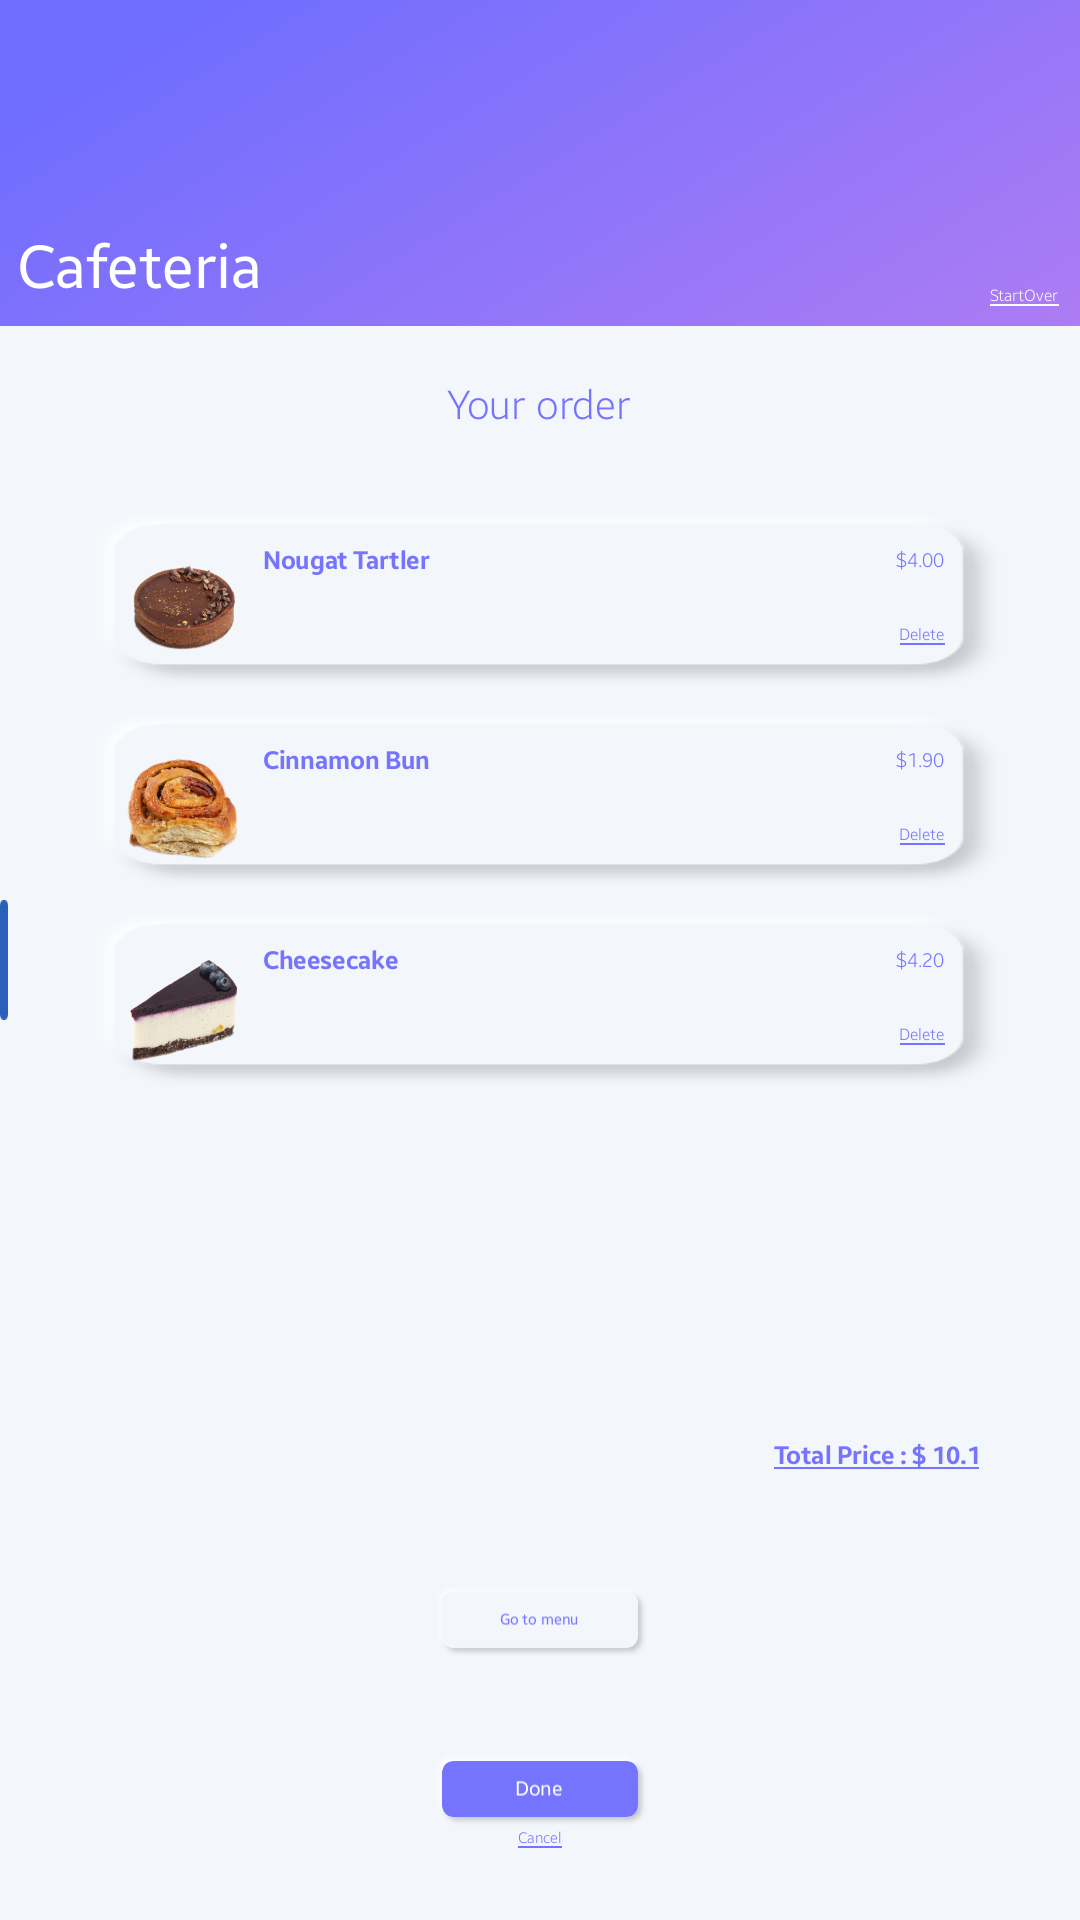 Cafeteria
StartOver
Your order
Nougat Tartler
$4.00
Delete
Cinnamon Bun
$1.90
Delete
Cheesecake
$4.20
Delete
Total Price : $ 10.1
Go to menu
Done
Cancel